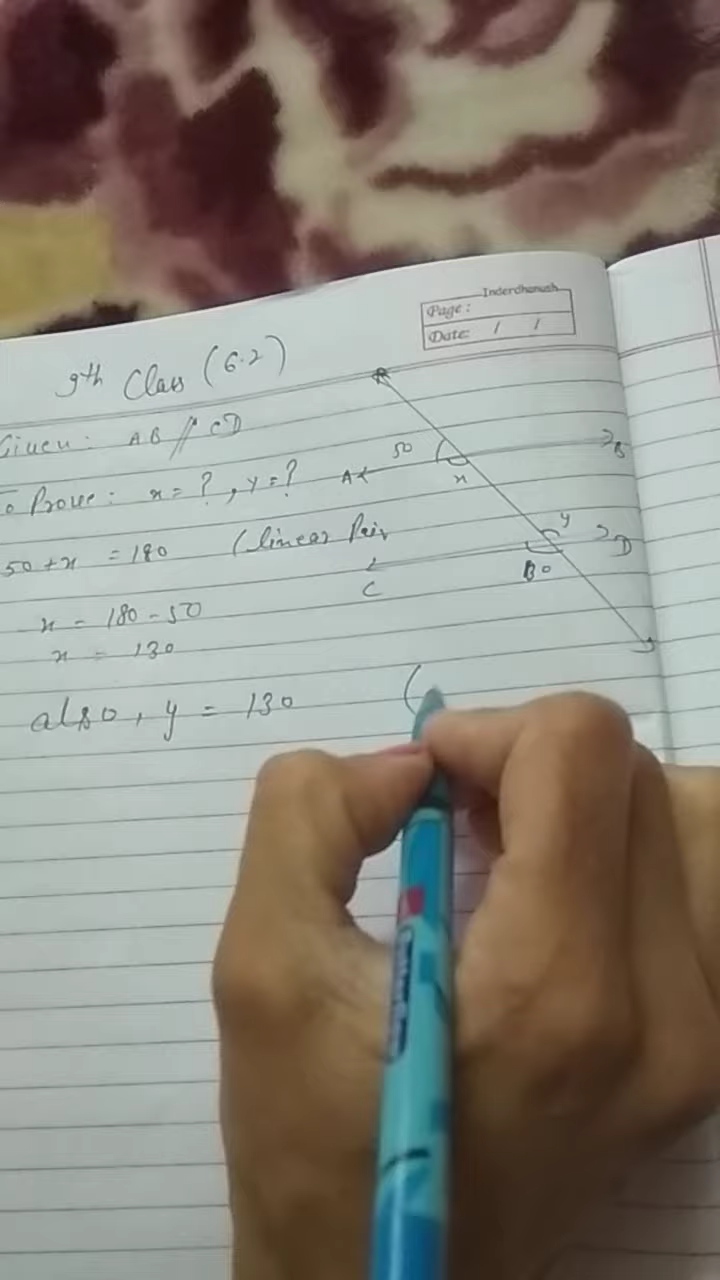 Inderdhanush
Page :
Date: / /
9th Class (6.2)
Given: AB // CD
To Prove: x = ?, y = ?
50 + x = 180 (linear Pair
x = 180 - 50
x = 130
also, y = 130 (
50
A
B
x
y
D
C
130